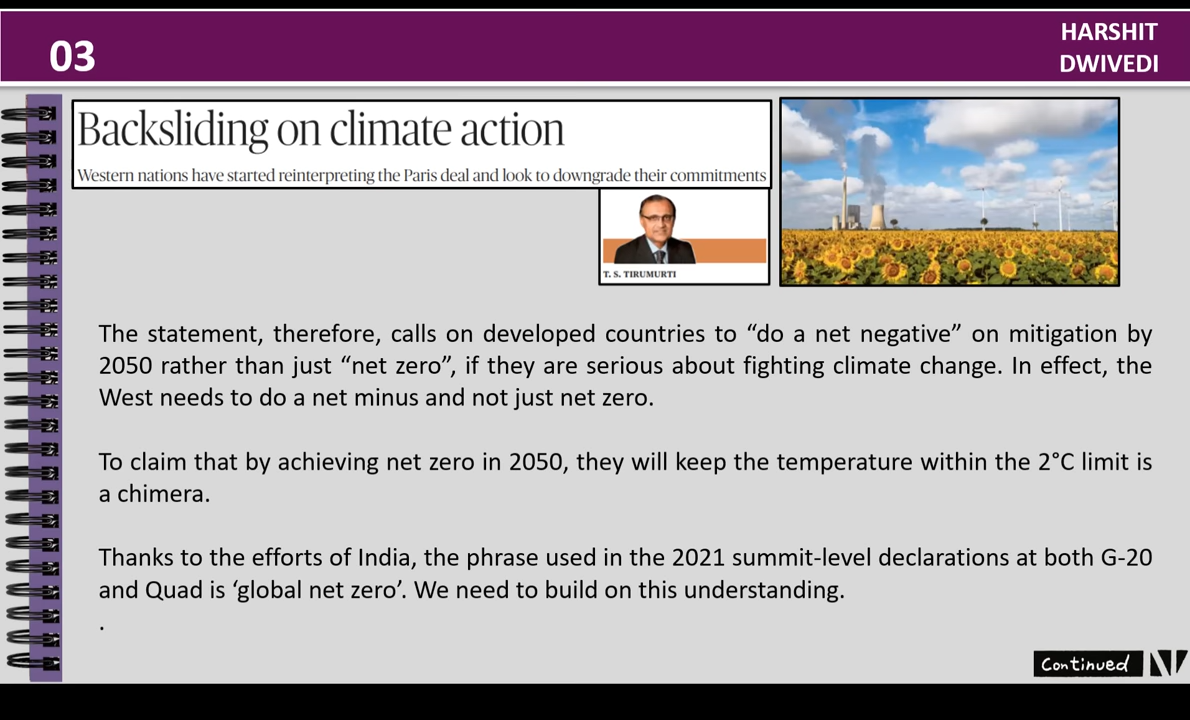 03
HARSHIT
DWIVEDI
Backsliding on climate action
Western nations have started reinterpreting the Paris deal and look to downgrade their commitments
T. S. TIRUMURTI
The statement, therefore, calls on developed countries to “do a net negative” on mitigation by
2050 rather than just “net zero”, if they are serious about fighting climate change. In effect, the
West needs to do a net minus and not just net zero.
To claim that by achieving net zero in 2050, they will keep the temperature within the 2°C limit is
a chimera.
Thanks to the efforts of India, the phrase used in the 2021 summit-level declarations at both G-20
and Quad is ‘global net zero’. We need to build on this understanding.
.
Continued